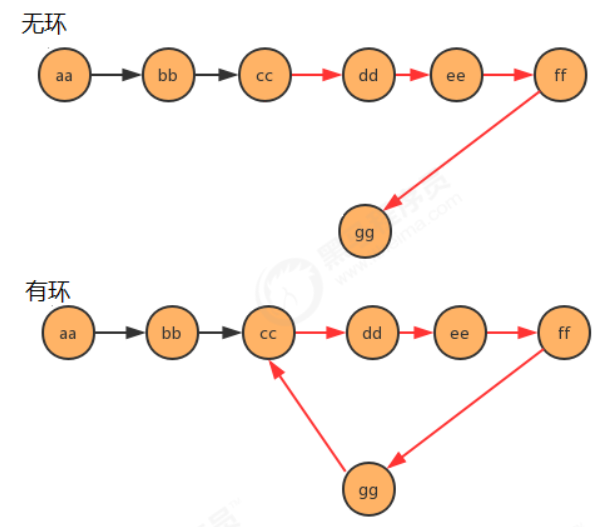 无环
aa bb cc dd ee ff
gg
有环
aa bb cc dd ee ff
gg